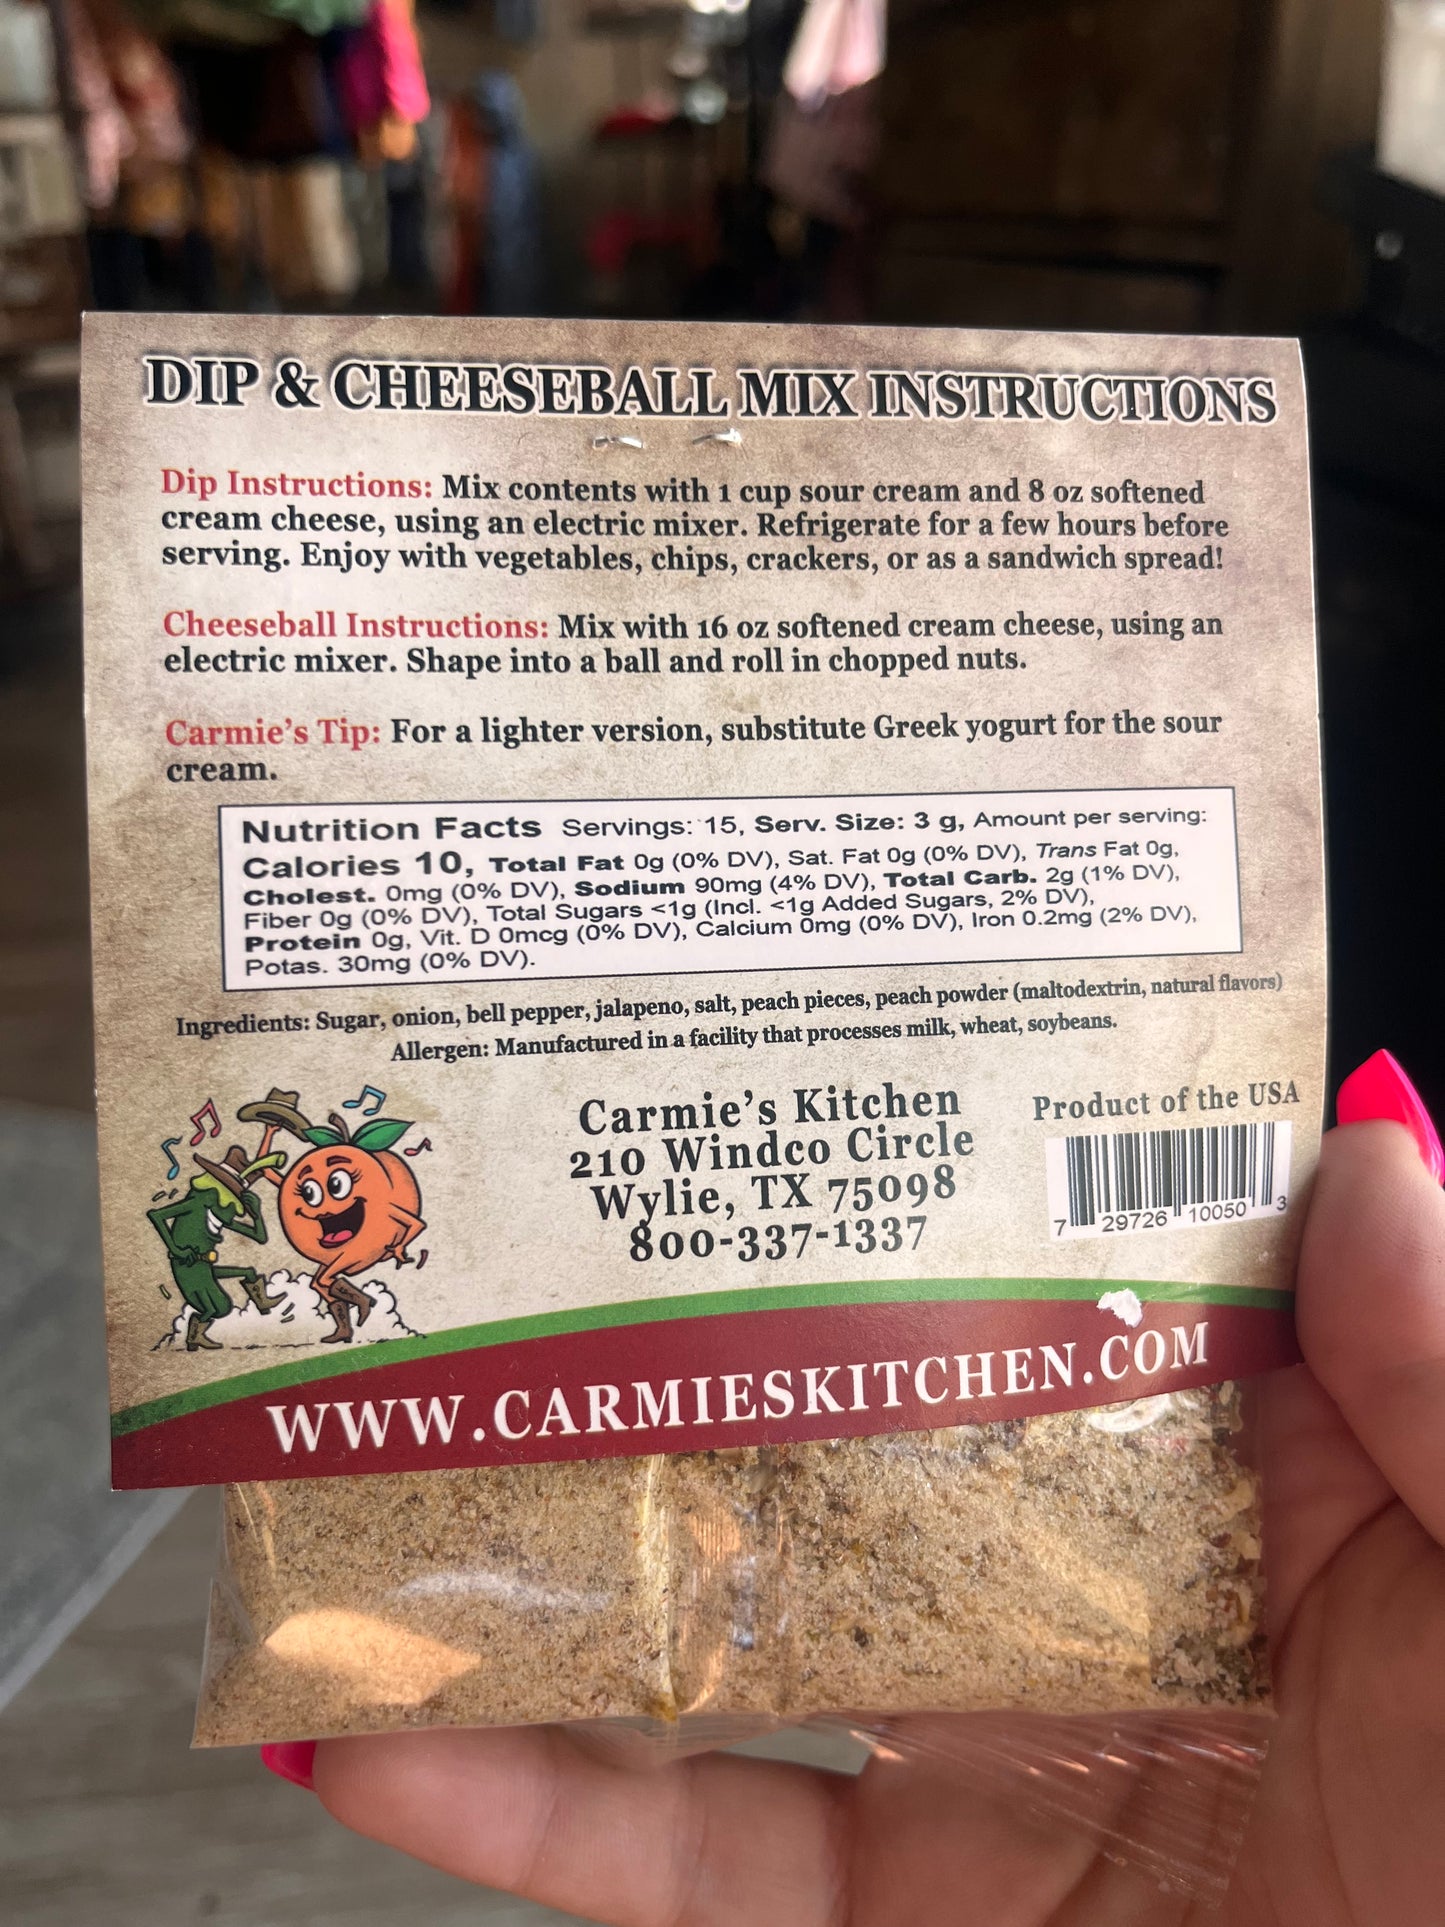 DIP & CHEESEBALL MIX INSTRUCTIONS
Dip Instructions: Mix contents with 1 cup sour cream and 8 oz softened
cream cheese, using an electric mixer. Refrigerate for a few hours before
serving. Enjoy with vegetables, chips, crackers, or as a sandwich spread!
Cheeseball Instructions: Mix with 16 oz softened cream cheese, using an
electric mixer. Shape into a ball and roll in chopped nuts.
Carmie's Tip: For a lighter version, substitute Greek yogurt for the sour
cream.
Nutrition Facts Servings: 15, Serv. Size: 3 g, Amount per serving:
Calories 10, Total Fat 0g (0% DV), Sat. Fat 0g (0% DV), Trans Fat 0g,
Cholest. 0mg (0% DV), Sodium 90mg (4% DV), Total Carb. 2g (1% DV),
Fiber 0g (0% DV), Total Sugars <1g (Incl. <1g Added Sugars, 2% DV),
Protein 0g, Vit. D 0mcg (0% DV), Calcium 0mg (0% DV), Iron 0.2mg (2% DV),
Potas. 30mg (0% DV).
Ingredients: Sugar, onion, bell pepper, jalapeno, salt, peach pieces, peach powder (maltodextrin, natural flavors)
Allergen: Manufactured in a facility that processes milk, wheat, soybeans.
Carmie's Kitchen
210 Windco Circle
Wylie, TX 75098
800-337-1337
Product of the USA
7 29726 10050 3
WWW.CARMIESKITCHEN.COM